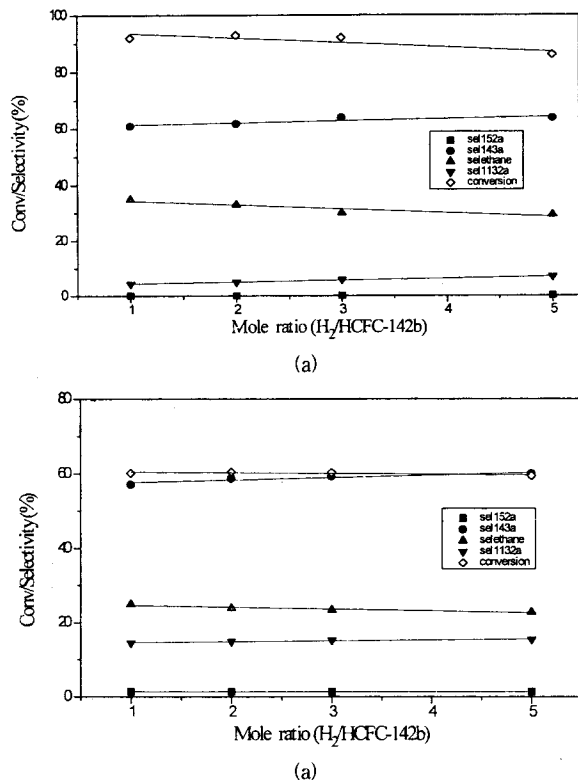 100
80
60
40
20
0
Conv/Selectivity (%)
sel152a
sel143a
selethane
sel1132a
conversion
1 2 3 4 5
Mole ratio (H2/HCFC-142b)
(a)
80
60
40
20
0
Conv/Selectivity (%)
sel152a
sel143a
selethane
sel1132a
conversion
1 2 3 4 5
Mole ratio (H2/HCFC-142b)
(a)